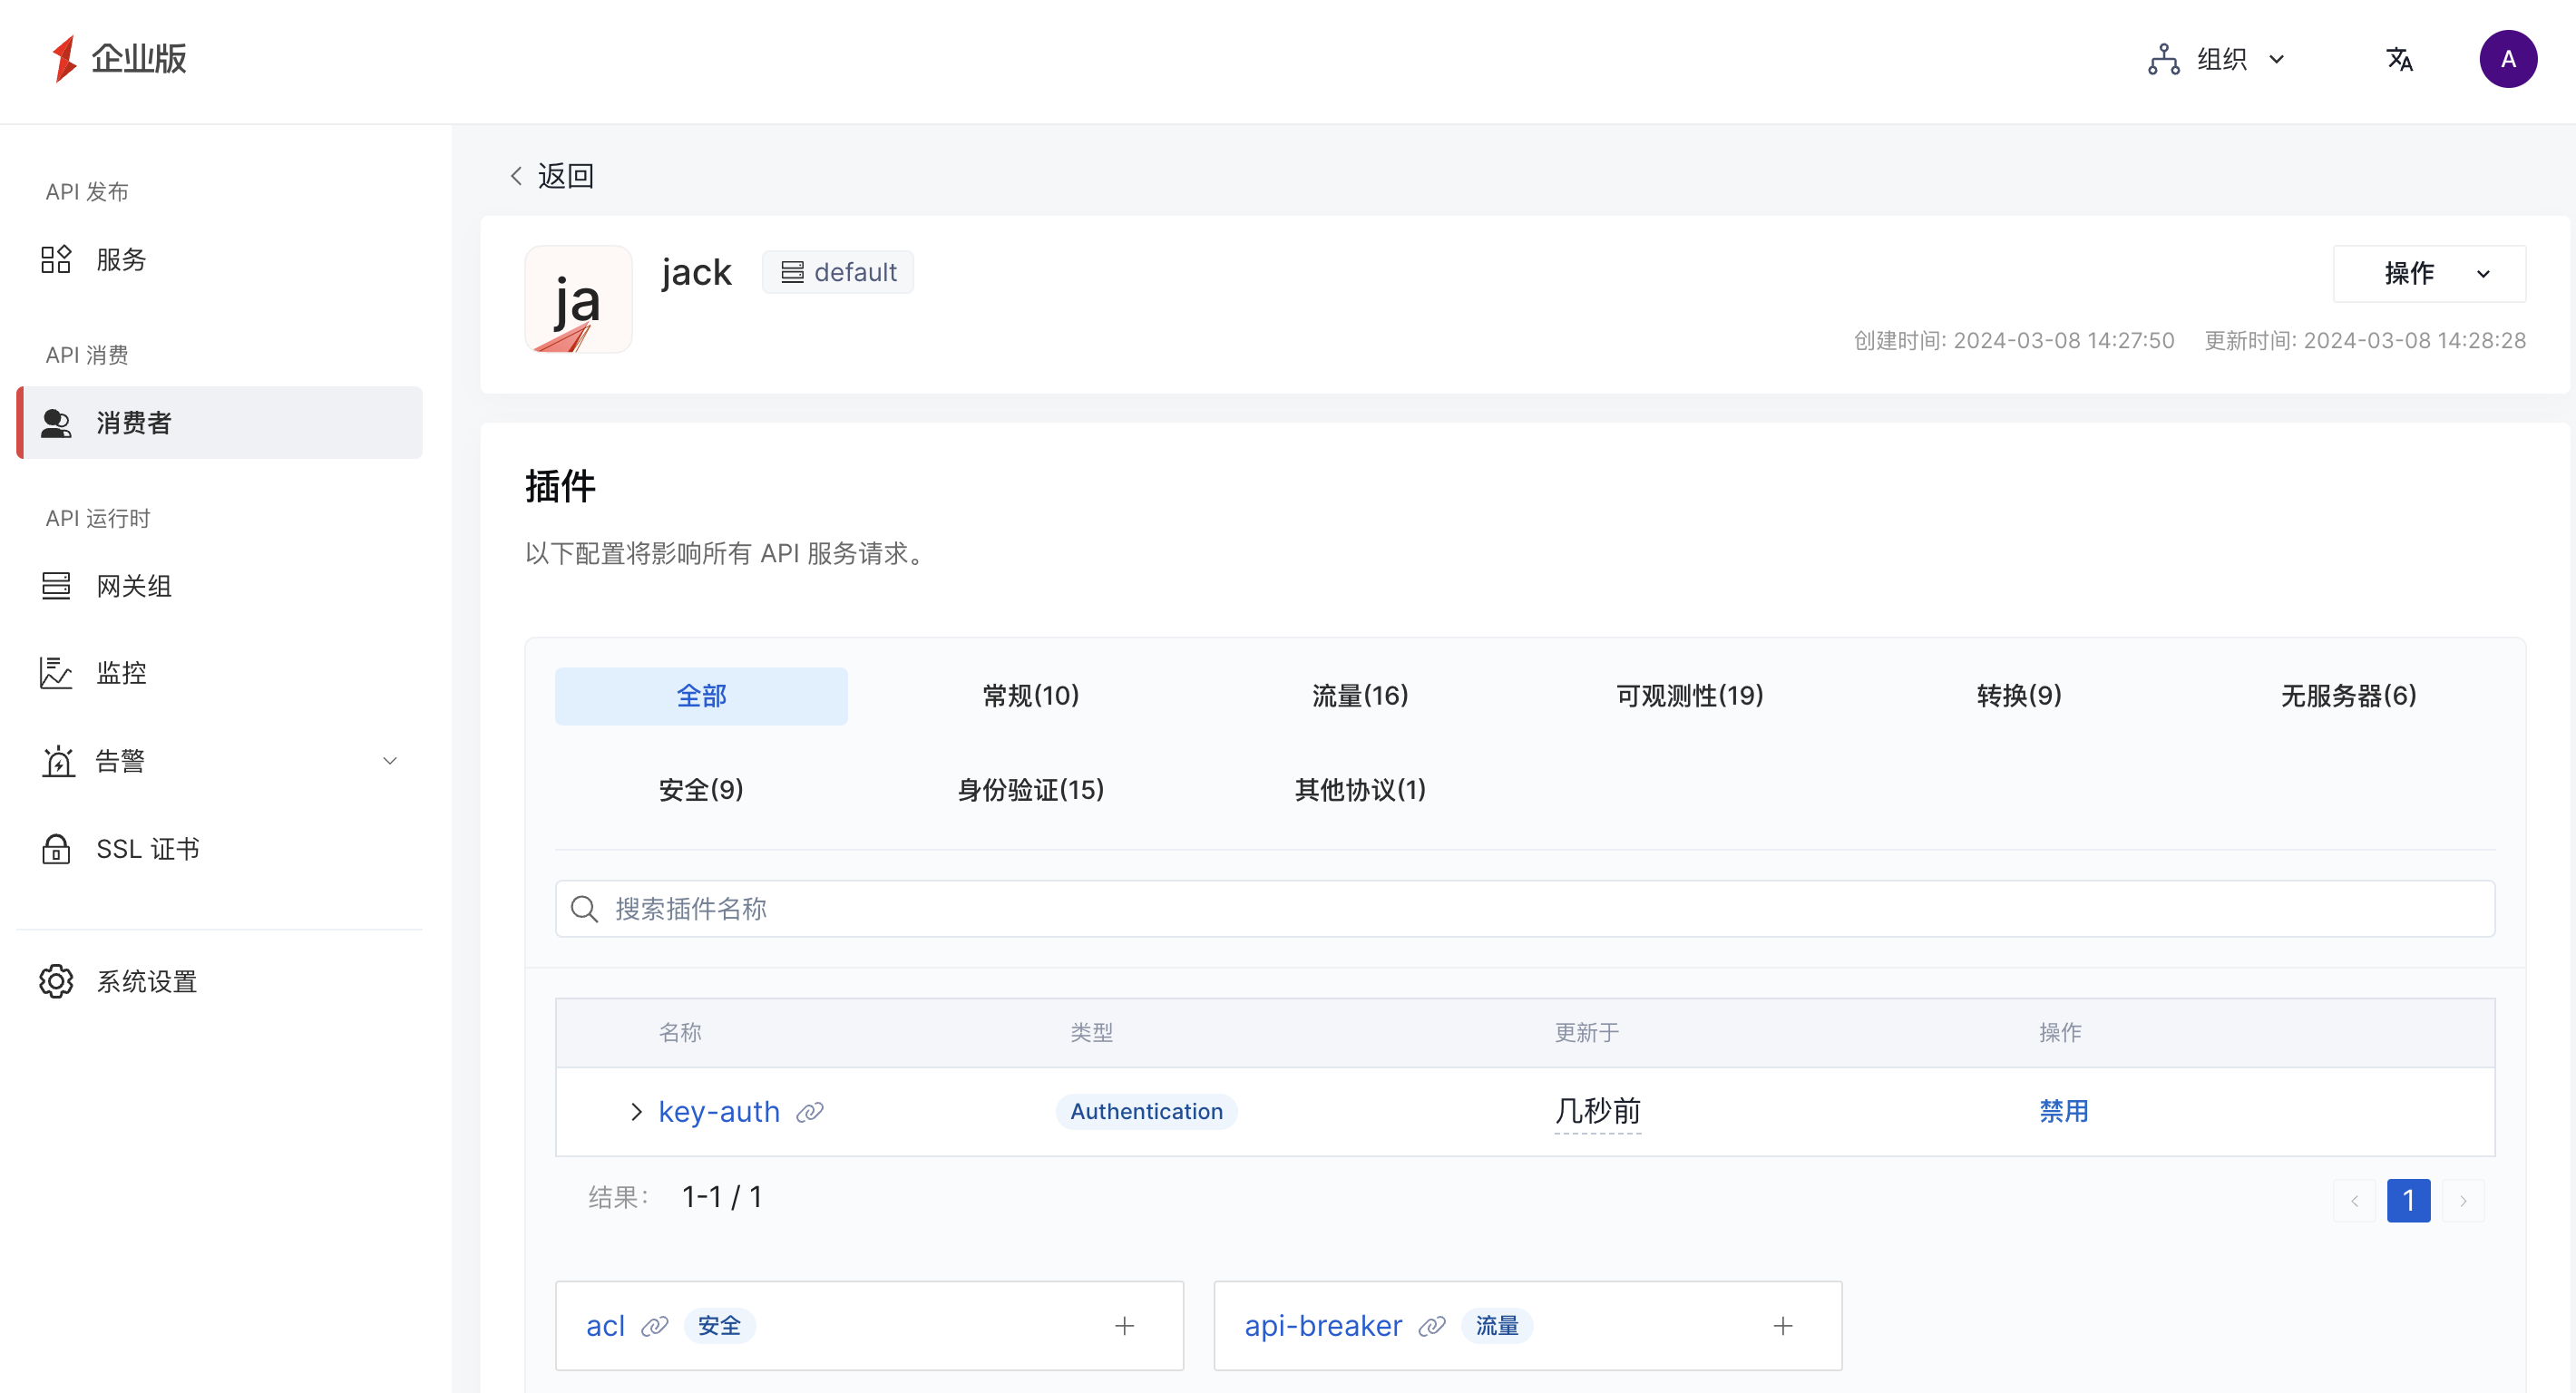 企业版
组织
A
API 发布
服务
API 消费
消费者
API 运行时
网关组
监控
告警
SSL 证书
系统设置
返回
ja
jack
default
操作
创建时间: 2024-03-08 14:27:50 更新时间: 2024-03-08 14:28:28
插件
以下配置将影响所有 API 服务请求。
全部 常规(10) 流量(16) 可观测性(19) 转换(9) 无服务器(6)
安全(9) 身份验证(15) 其他协议(1)
搜索插件名称
名称 类型 更新于 操作
key-auth Authentication 几秒前 禁用
结果: 1-1 / 1
1
acl 安全
api-breaker 流量